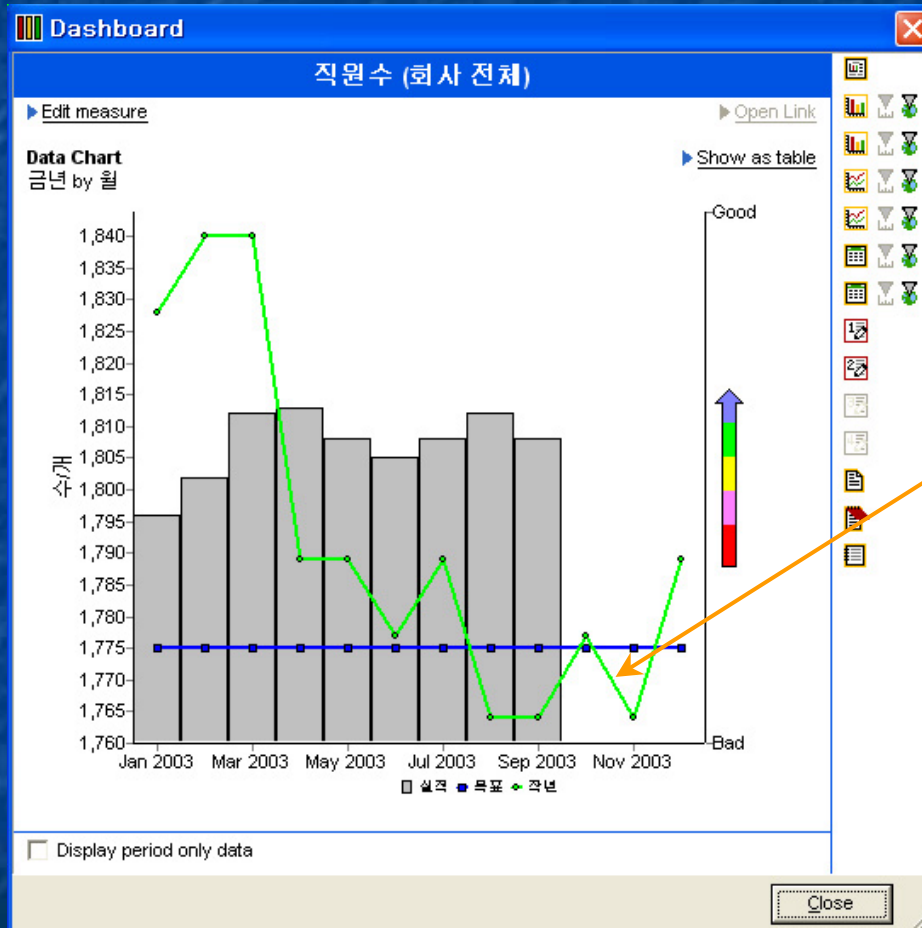 Dashboard
직원수 (회사 전체)
Edit measure
Open Link
Data Chart
Show as table
금년 by 월
Good
1,840
1,835
1,830
1,825
1,820
1,815
1,810
1,805
1,800
1,795
1,790
1,785
1,780
1,775
1,770
1,765
1,760
수/개
Bad
Jan 2003 Mar 2003 May 2003 Jul 2003 Sep 2003 Nov 2003
실적 목표 작년
Display period only data
Close